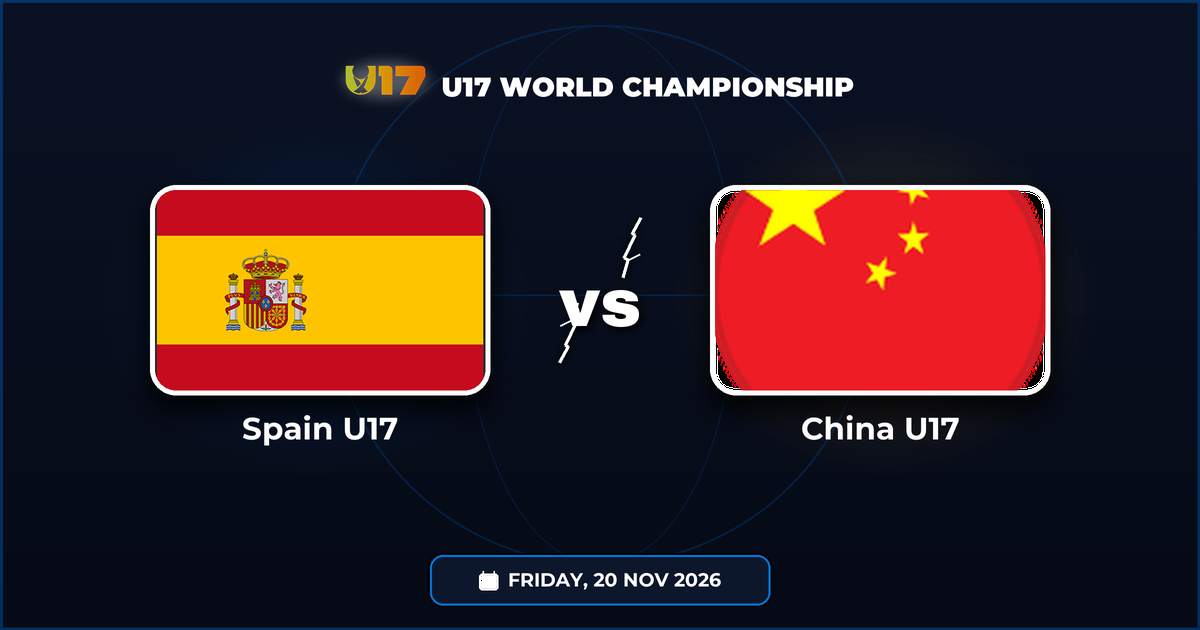 U17 U17 WORLD CHAMPIONSHIP
VS
Spain U17
China U17
FRIDAY, 20 NOV 2026